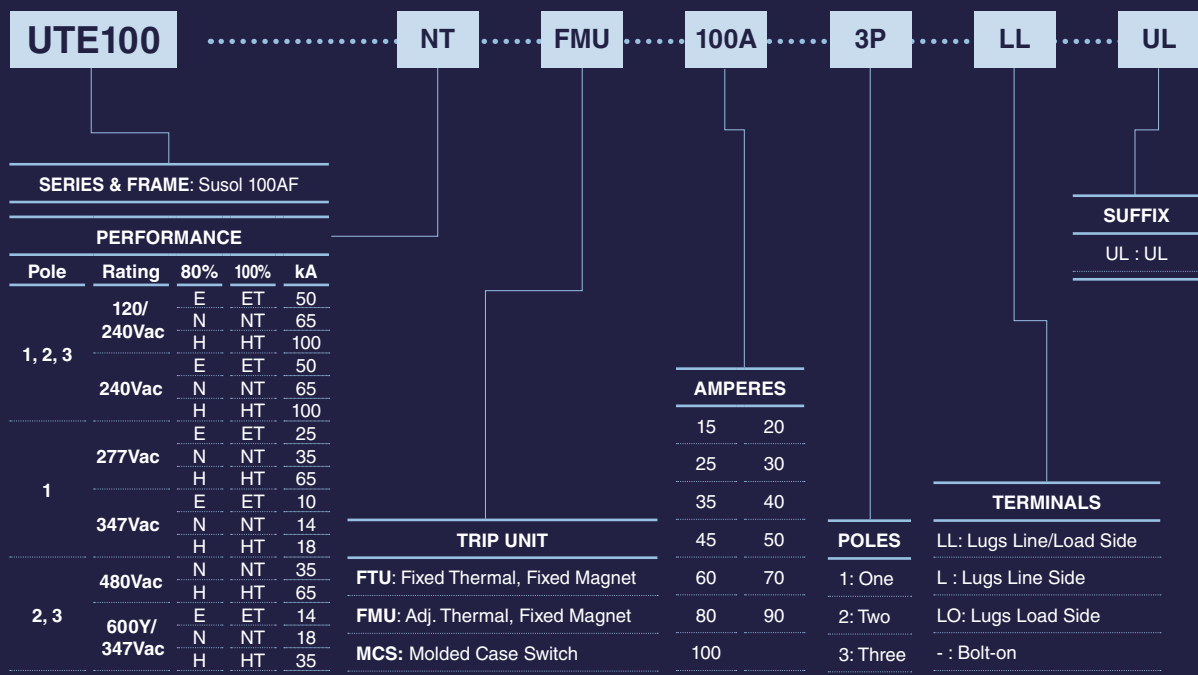 UTE100 NT FMU 100A 3P LL UL
SERIES & FRAME: Susol 100AF
PERFORMANCE
Pole Rating 80% 100% kA
1, 2, 3
120/
240Vac
E ET 50
N NT 65
H HT 100
240Vac
E ET 50
N NT 65
H HT 100
1
277Vac
E ET 25
N NT 35
H HT 65
347Vac
E ET 10
N NT 14
H HT 18
2, 3
480Vac
N NT 35
H HT 65
600Y/
347Vac
E ET 14
N NT 18
H HT 35
TRIP UNIT
FTU: Fixed Thermal, Fixed Magnet
FMU: Adj. Thermal, Fixed Magnet
MCS: Molded Case Switch
AMPERES
15 20
25 30
35 40
45 50
60 70
80 90
100
POLES
1: One
2: Two
3: Three
TERMINALS
LL: Lugs Line/Load Side
L : Lugs Line Side
LO: Lugs Load Side
- : Bolt-on
SUFFIX
UL : UL